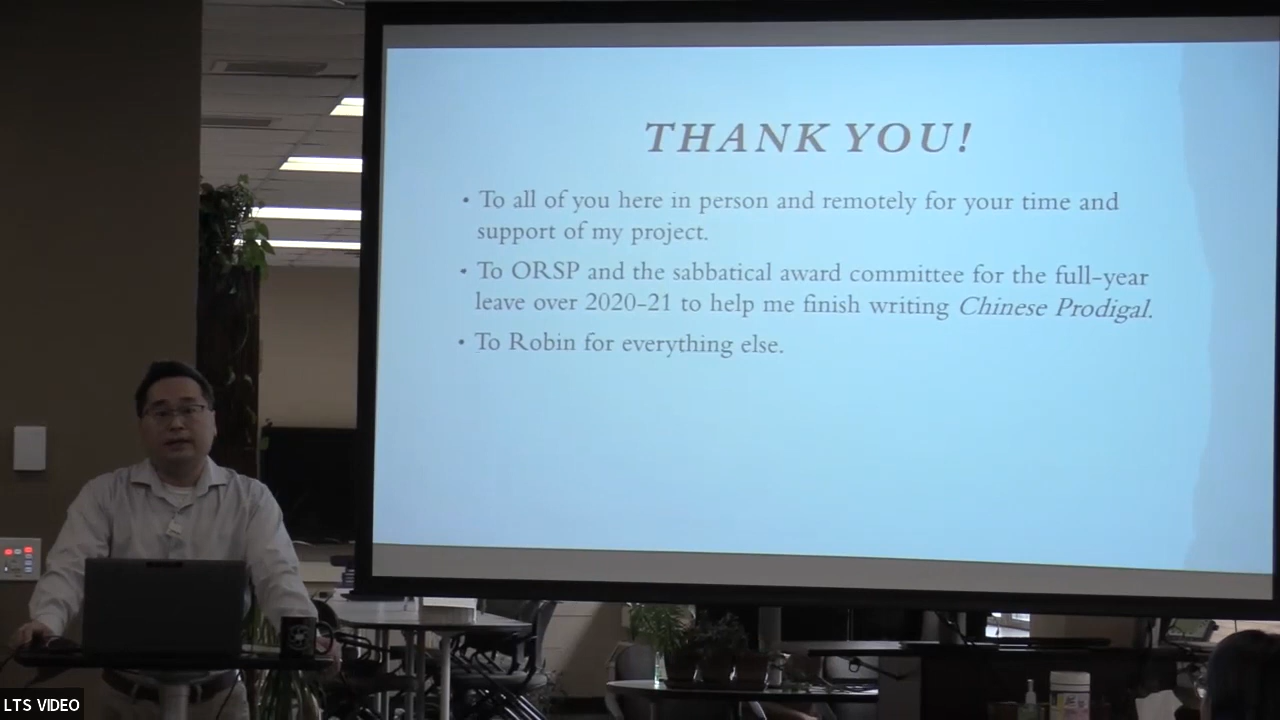 THANK YOU!
• To all of you here in person and remotely for your time and
support of my project.
• To ORSP and the sabbatical award committee for the full-year
leave over 2020-21 to help me finish writing Chinese Prodigal.
• To Robin for everything else.
LTS VIDEO